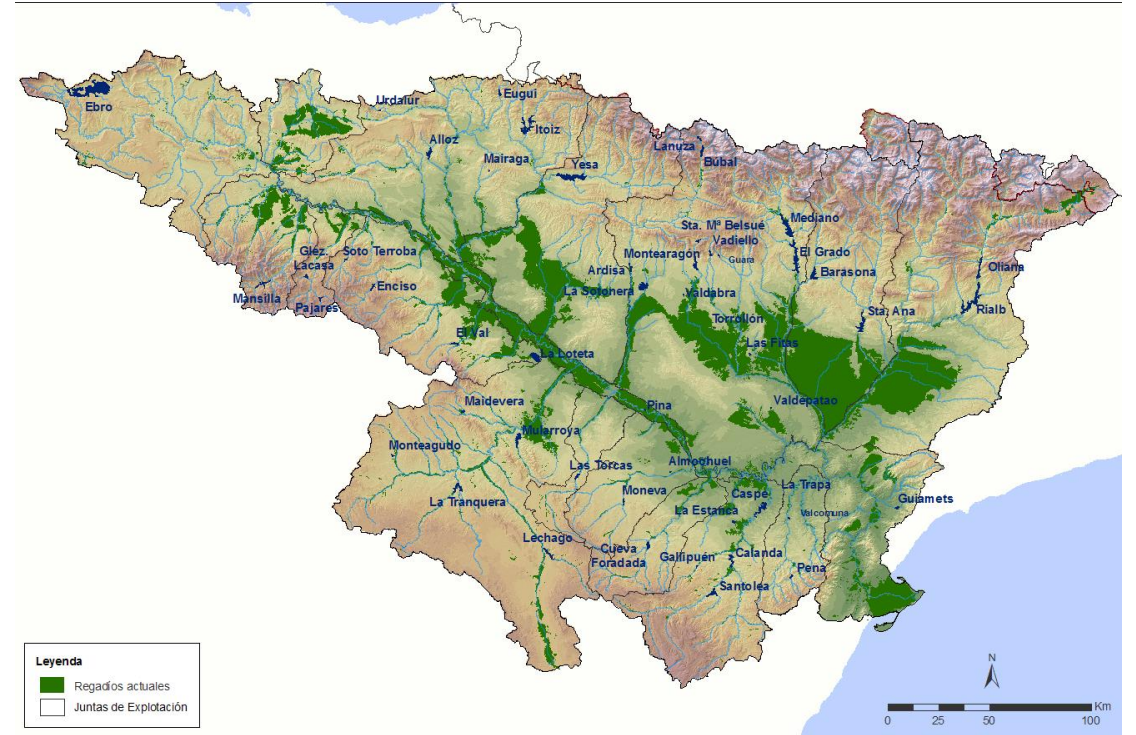 Ebro
Urdalur
Eugui
Itoiz
Alloz
Mairaga
Yesa
Lanuza
Búbal
Mediano
Sta. Mª Belsué
Vadiello
Guara
Montearagón
El Grado
Barasona
Oliana
Rialb
Sta. Ana
Ardisa
La Sotonera
Valdabra
Torrollón
Las Fitas
Glez.
Lacasa
Soto Terroba
Mansilla
Pajares
Enciso
El Val
La Loteta
Maidevera
Pina
Valdepatao
Mularroya
Monteagudo
La Tranquera
Las Torcas
Almochuel
Moneva
Caspe
La Trapa
La Estanca
Valcomuna
Guiamets
Lechago
Cueva
Foradada
Gallipuén
Calanda
Pena
Santolea
Leyenda
Regadíos actuales
Juntas de Explotación
N
Km
0 25 50 100